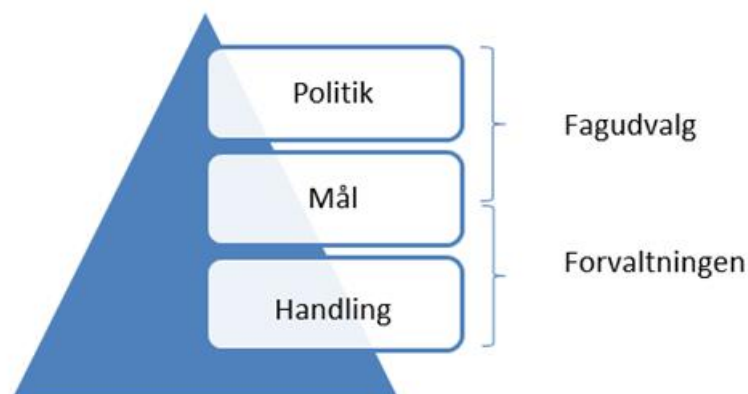 Politik
Mål
Handling
Fagudvalg
Forvaltningen